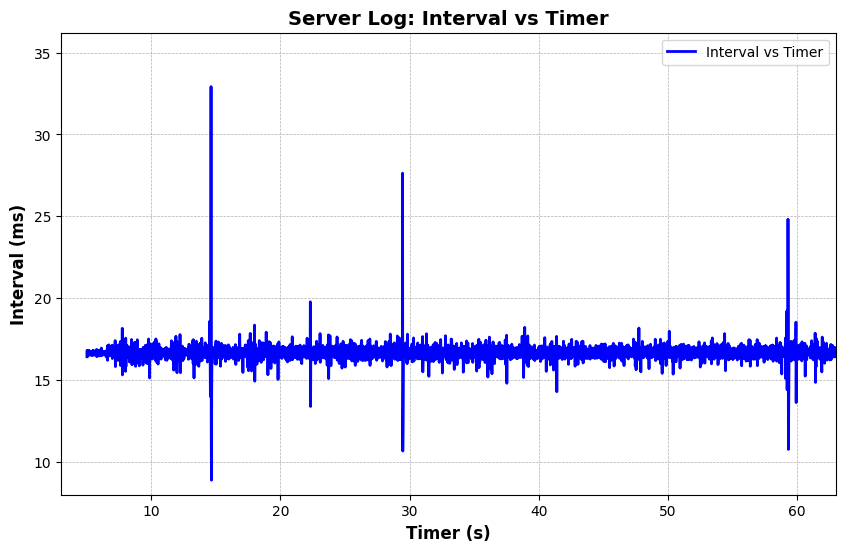 Server Log: Interval vs Timer
Interval vs Timer
35
30
25
20
15
10
Interval (ms)
10 20 30 40 50 60
Timer (s)